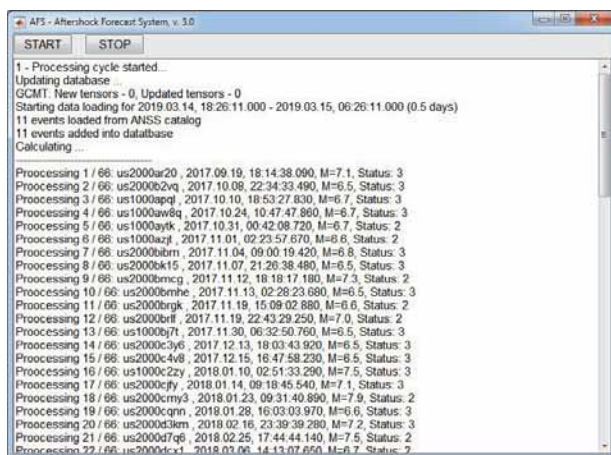 AFS - Aftershock Forecast System, v. 3.0
START STOP
1 - Processing cycle started...
Updating database ...
GCMT. New tensors - 0, Updated tensors - 0
Starting data loading for 2019.03.14, 18:26:11.000 - 2019.03.15, 06:26:11.000 (0.5 days)
11 events loaded from ANSS catalog
11 events added into datatbase
Calculating ...
Proocessing 1 / 66: us2000ar20 , 2017.09.19, 18:14:38.090, M=7.1, Status: 3
Proocessing 2 / 66: us2000b2vq , 2017.10.08, 22:34:33.490, M=6.5, Status: 3
Proocessing 3 / 66: us1000apql , 2017.10.10, 18:53:27.830, M=6.7, Status: 3
Proocessing 4 / 66: us1000aw8q , 2017.10.24, 10:47:47.860, M=6.7, Status: 3
Proocessing 5 / 66: us1000aytk , 2017.10.31, 00:42:08.720, M=6.7, Status: 2
Proocessing 6 / 66: us1000azjt , 2017.11.01, 02:23:57.670, M=6.6, Status: 2
Proocessing 7 / 66: us2000bibm , 2017.11.04, 09:00:19.420, M=6.8, Status: 3
Proocessing 8 / 66: us2000bk15 , 2017.11.07, 21:26:38.480, M=6.5, Status: 3
Proocessing 9 / 66: us2000bmcg , 2017.11.12, 18:18:17.180, M=7.3, Status: 2
Proocessing 10 / 66: us2000bmhe , 2017.11.13, 02:28:23.680, M=6.5, Status: 3
Proocessing 11 / 66: us2000brgk , 2017.11.19, 15:09:02.880, M=6.6, Status: 2
Proocessing 12 / 66: us2000brlf , 2017.11.19, 22:43:29.250, M=7.0, Status: 2
Proocessing 13 / 66: us1000bj7t , 2017.11.30, 06:32:50.760, M=6.5, Status: 3
Proocessing 14 / 66: us2000c3y6 , 2017.12.13, 18:03:43.920, M=6.5, Status: 3
Proocessing 15 / 66: us2000c4v8 , 2017.12.15, 16:47:58.230, M=6.5, Status: 3
Proocessing 16 / 66: us1000c2zy , 2018.01.10, 02:51:33.290, M=7.5, Status: 3
Proocessing 17 / 66: us2000cjfy , 2018.01.14, 09:18:45.540, M=7.1, Status: 3
Proocessing 18 / 66: us2000cmy3 , 2018.01.23, 09:31:40.890, M=7.9, Status: 2
Proocessing 19 / 66: us2000cqnn , 2018.01.28, 16:03:03.970, M=6.6, Status: 3
Proocessing 20 / 66: us2000d3km , 2018.02.16, 23:39:39.280, M=7.2, Status: 3
Proocessing 21 / 66: us2000d7q6 , 2018.02.25, 17:44:44.140, M=7.5, Status: 2
Proocessing 22 / 66: us2000dcx1 , 2018.03.06, 14:13:07.650, M=6.7, Status: 2